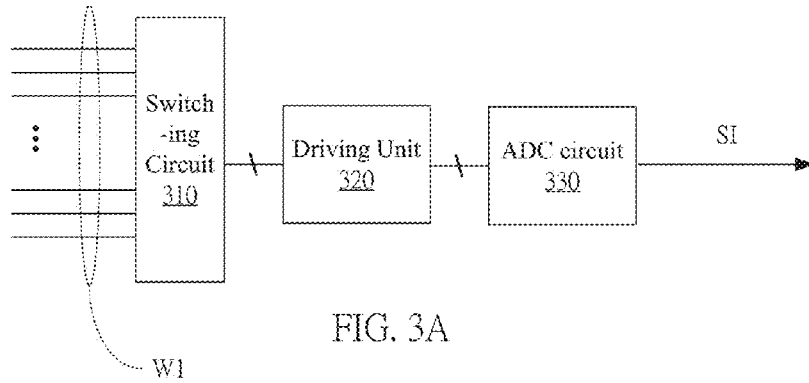 Switch
-ing
Circuit
310
Driving Unit
320
ADC circuit
330
SI
FIG. 3A
W1